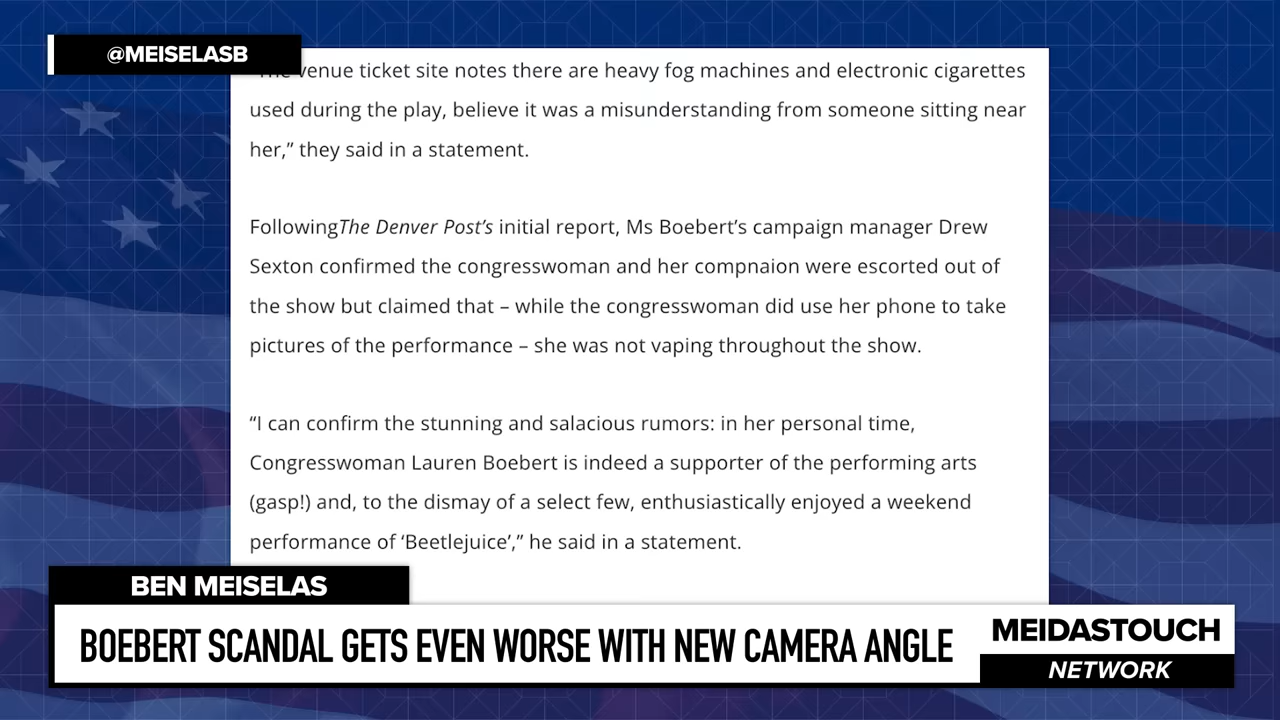 @MEISELASB
venue ticket site notes there are heavy fog machines and electronic cigarettes
used during the play, believe it was a misunderstanding from someone sitting near
her,” they said in a statement.
FollowingThe Denver Post’s initial report, Ms Boebert’s campaign manager Drew
Sexton confirmed the congresswoman and her compnaion were escorted out of
the show but claimed that – while the congresswoman did use her phone to take
pictures of the performance – she was not vaping throughout the show.
“I can confirm the stunning and salacious rumors: in her personal time,
Congresswoman Lauren Boebert is indeed a supporter of the performing arts
(gasp!) and, to the dismay of a select few, enthusiastically enjoyed a weekend
performance of ‘Beetlejuice’,” he said in a statement.
BEN MEISELAS
BOEBERT SCANDAL GETS EVEN WORSE WITH NEW CAMERA ANGLE
MEIDASTOUCH
NETWORK